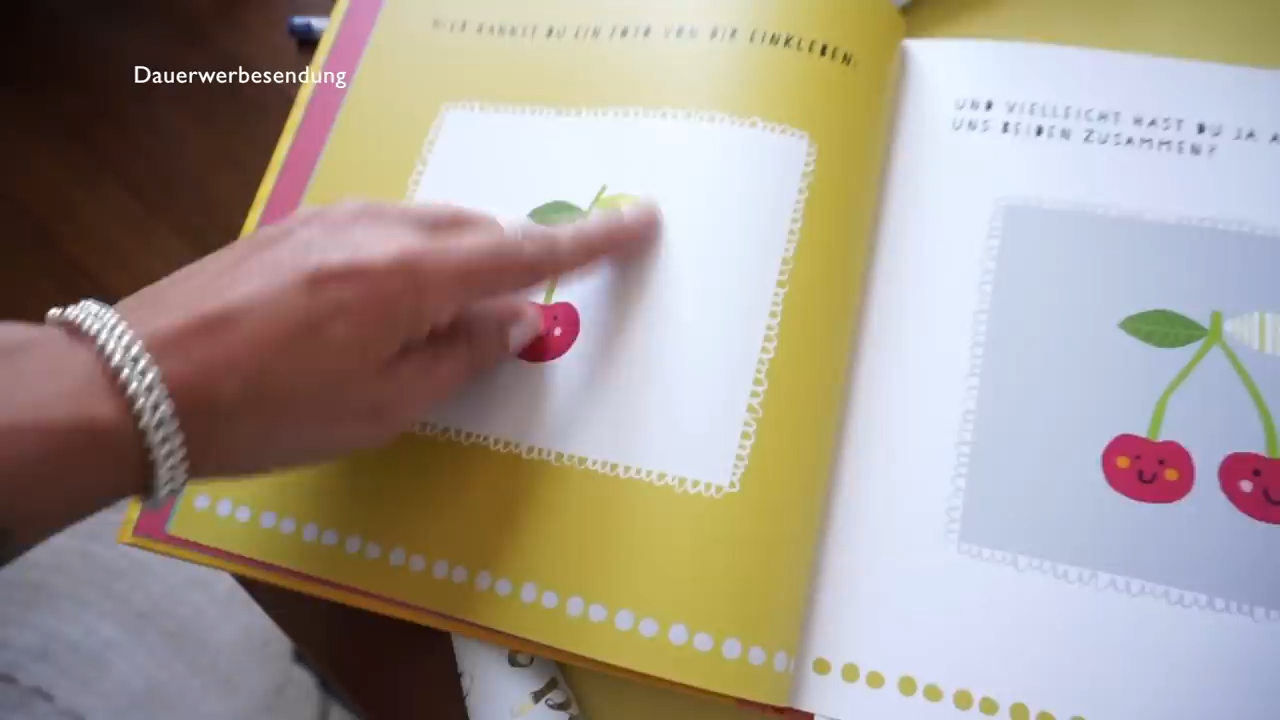 Dauerwerbesendung
HIER KANNST DU EIN FOTO VON DIR EINKLEBEN.
UND VIELLEICHT HAST DU JA A
UNS BEIDEN ZUSAMMEN?